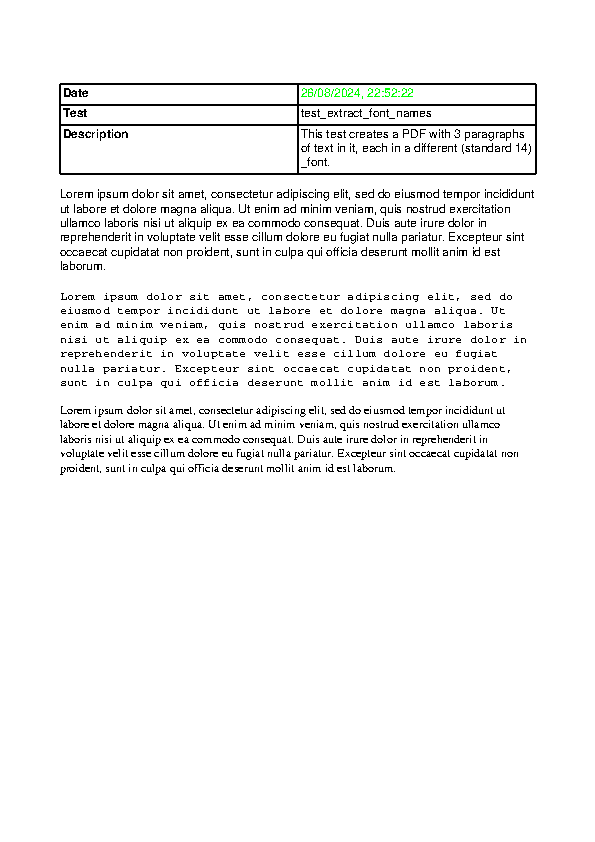 Date 28/08/2024, 22:52:22
Test test_extract_font_names
Description This test creates a PDF with 3 paragraphs
of text in it, each in a different (standard 14)
_font.
Lorem ipsum dolor sit amet, consectetur adipiscing elit, sed do eiusmod tempor incididunt
ut labore et dolore magna aliqua. Ut enim ad minim veniam, quis nostrud exercitation
ullamco laboris nisi ut aliquip ex ea commodo consequat. Duis aute irure dolor in
reprehenderit in voluptate velit esse cillum dolore eu fugiat nulla pariatur. Excepteur sint
occaecat cupidatat non proident, sunt in culpa qui officia deserunt mollit anim id est
laborum.
Lorem ipsum dolor sit amet, consectetur adipiscing elit, sed do
eiusmod tempor incididunt ut labore et dolore magna aliqua. Ut
enim ad minim veniam, quis nostrud exercitation ullamco laboris
nisi ut aliquip ex ea commodo consequat. Duis aute irure dolor in
reprehenderit in voluptate velit esse cillum dolore eu fugiat
nulla pariatur. Excepteur sint occaecat cupidatat non proident,
sunt in culpa qui officia deserunt mollit anim id est laborum.
Lorem ipsum dolor sit amet, consectetur adipiscing elit, sed do eiusmod tempor incididunt ut
labore et dolore magna aliqua. Ut enim ad minim veniam, quis nostrud exercitation ullamco
laboris nisi ut aliquip ex ea commodo consequat. Duis aute irure dolor in reprehenderit in
voluptate velit esse cillum dolore eu fugiat nulla pariatur. Excepteur sint occaecat cupidatat non
proident, sunt in culpa qui officia deserunt mollit anim id est laborum.